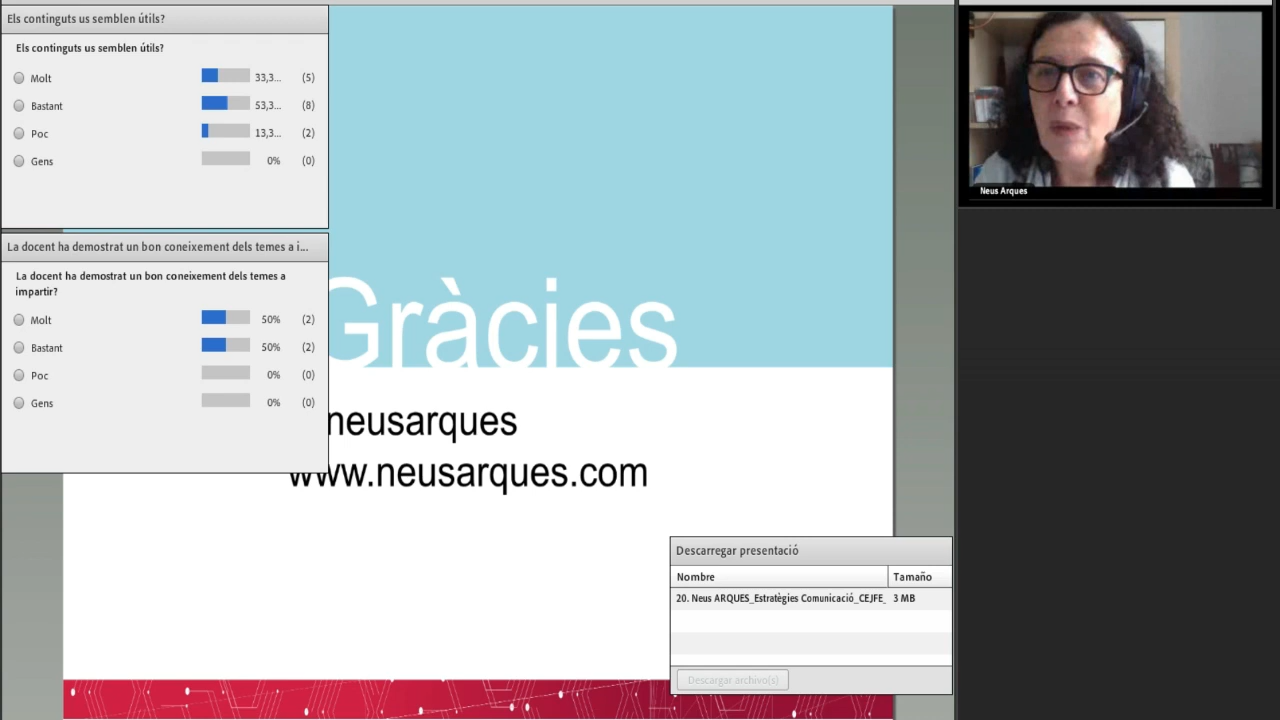 Els continguts us semblen útils?
Els continguts us semblen útils?
Molt 33,3... (5)
Bastant 53,3... (8)
Poc 13,3... (2)
Gens 0% (0)
La docent ha demostrat un bon coneixement dels temes a i...
La docent ha demostrat un bon coneixement dels temes a
impartir?
Molt 50% (2)
Bastant 50% (2)
Poc 0% (0)
Gens 0% (0)
Gràcies
neusarques
www.neusarques.com
Descarregar presentació
Nombre Tamaño
20. Neus ARQUES_Estratègies Comunicació_CEJFE_ 3 MB
Descargar archivo(s)
Neus Arques